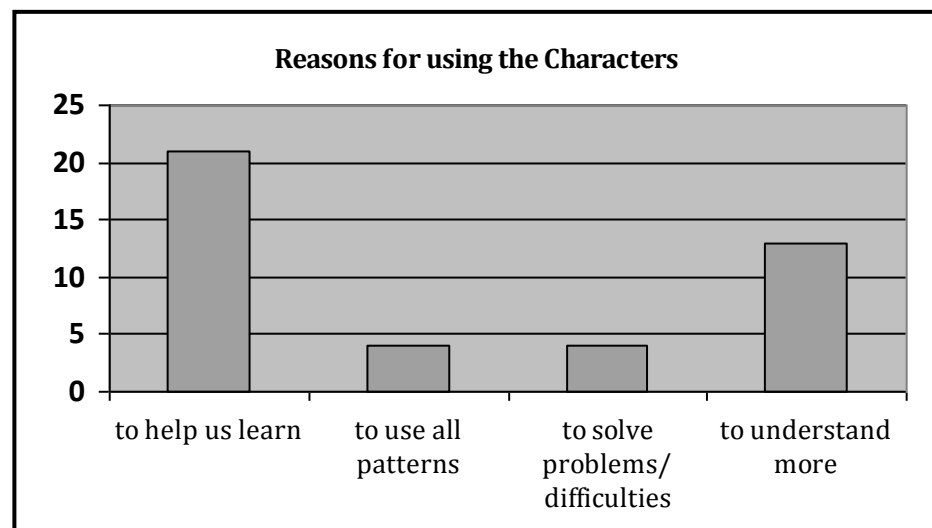 Reasons for using the Characters
25
20
15
10
5
0
to help us learn
to use all
patterns
to solve
problems/
difficulties
to understand
more